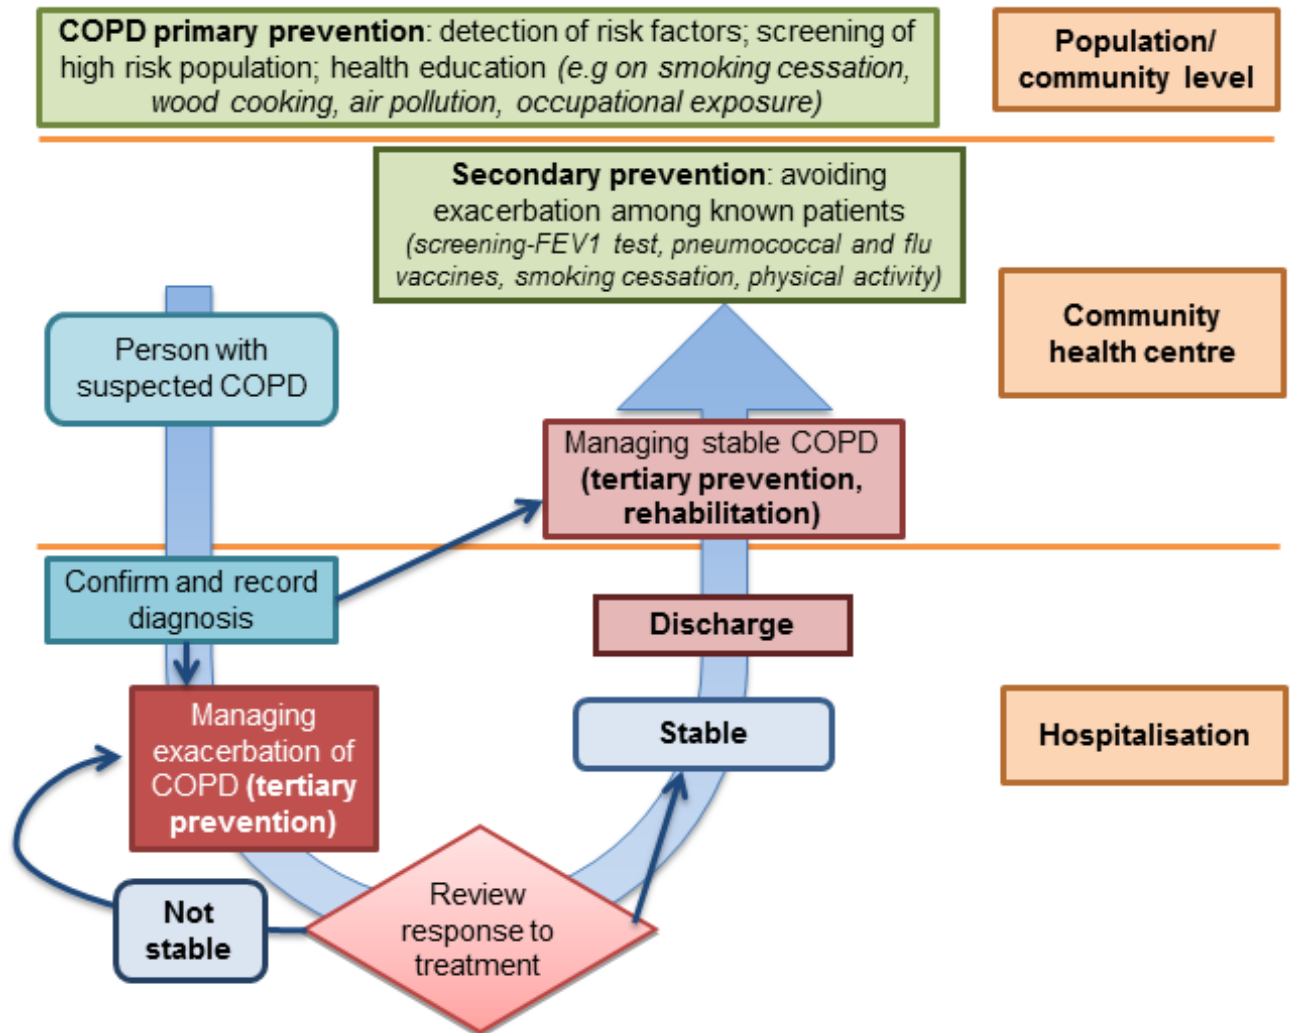 COPD primary prevention: detection of risk factors; screening of
high risk population; health education (e.g on smoking cessation,
wood cooking, air pollution, occupational exposure)
Population/
community level
Secondary prevention: avoiding
exacerbation among known patients
(screening-FEV1 test, pneumococcal and flu
vaccines, smoking cessation, physical activity)
Community
health centre
Person with
suspected COPD
Managing stable COPD
(tertiary prevention,
rehabilitation)
Confirm and record
diagnosis
Discharge
Managing
exacerbation of
COPD (tertiary
prevention)
Stable
Hospitalisation
Review
response to
treatment
Not
stable